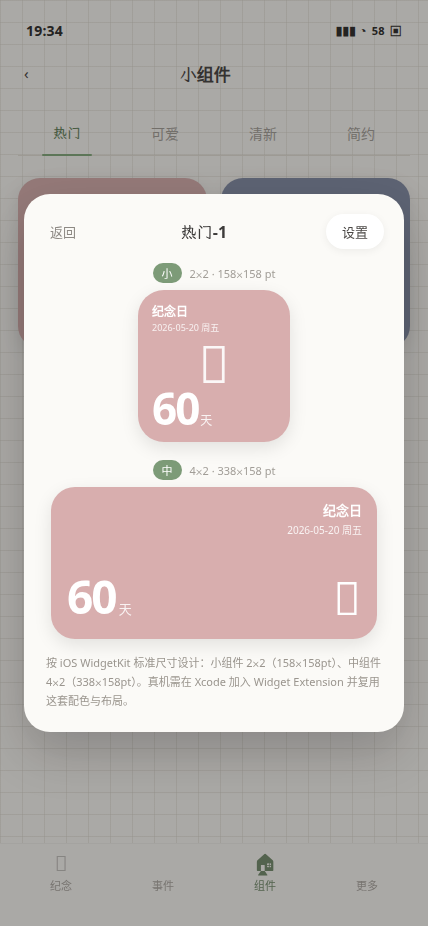 19:34
58
‹
小组件
热门 可爱 清新 简约
返回 热门-1 设置
小 2×2 · 158×158 pt
纪念日
2026-05-20 周五
60天
中 4×2 · 338×158 pt
纪念日
2026-05-20 周五
60天
按 iOS WidgetKit 标准尺寸设计：小组件 2×2（158×158pt）、中组件
4×2（338×158pt）。真机需在 Xcode 加入 Widget Extension 并复用
这套配色与布局。
纪念 事件 组件 更多